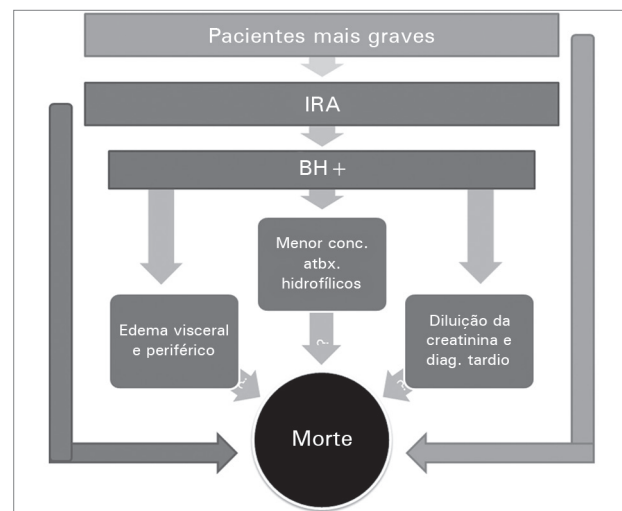 Pacientes mais graves
IRA
BH +
Menor conc.
atbx.
hidrofílicos
Edema visceral
e periférico
Diluição da
creatinina e
diag. tardio
?
?
?
Morte